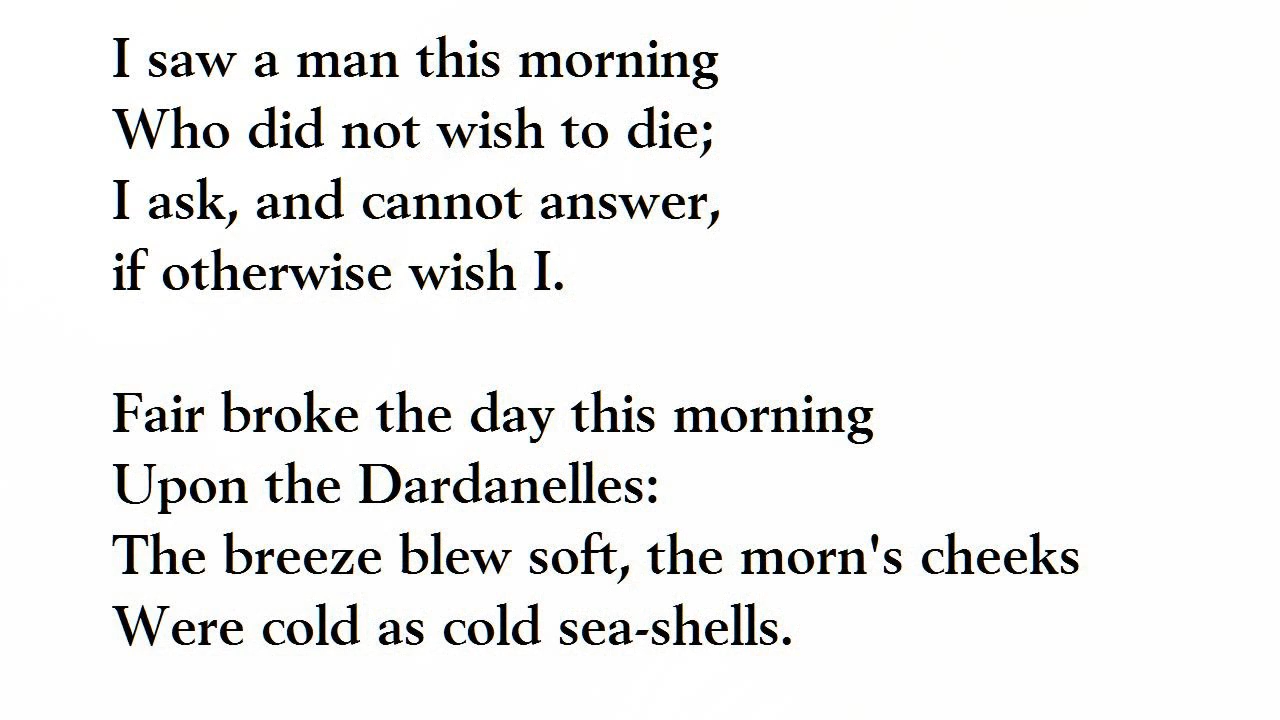 I saw a man this morning
Who did not wish to die;
I ask, and cannot answer,
if otherwise wish I.
Fair broke the day this morning
Upon the Dardanelles:
The breeze blew soft, the morn's cheeks
Were cold as cold sea-shells.